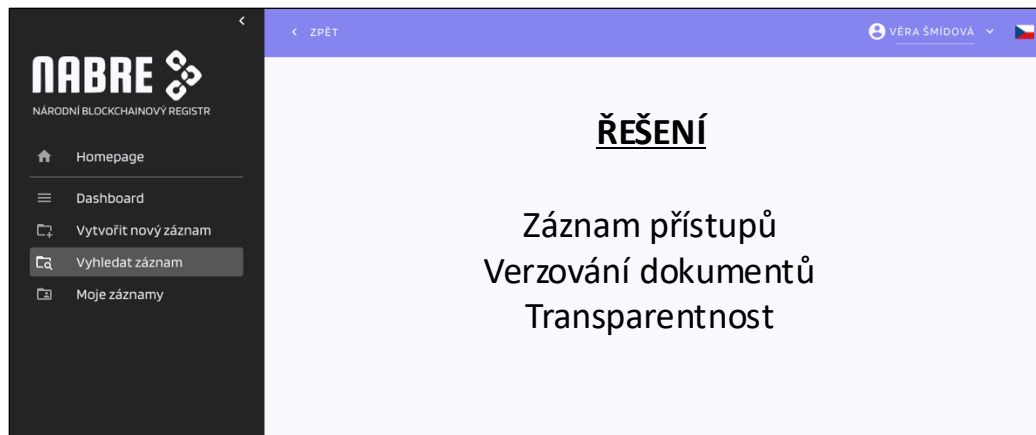 NABRE
NÁRODNÍ BLOCKCHAINOVÝ REGISTR
Homepage
Dashboard
Vytvořit nový záznam
Vyhledat záznam
Moje záznamy
ZPĚT
VĚRA ŠMÍDOVÁ
ŘEŠENÍ
Záznam přístupů
Verzování dokumentů
Transparentnost